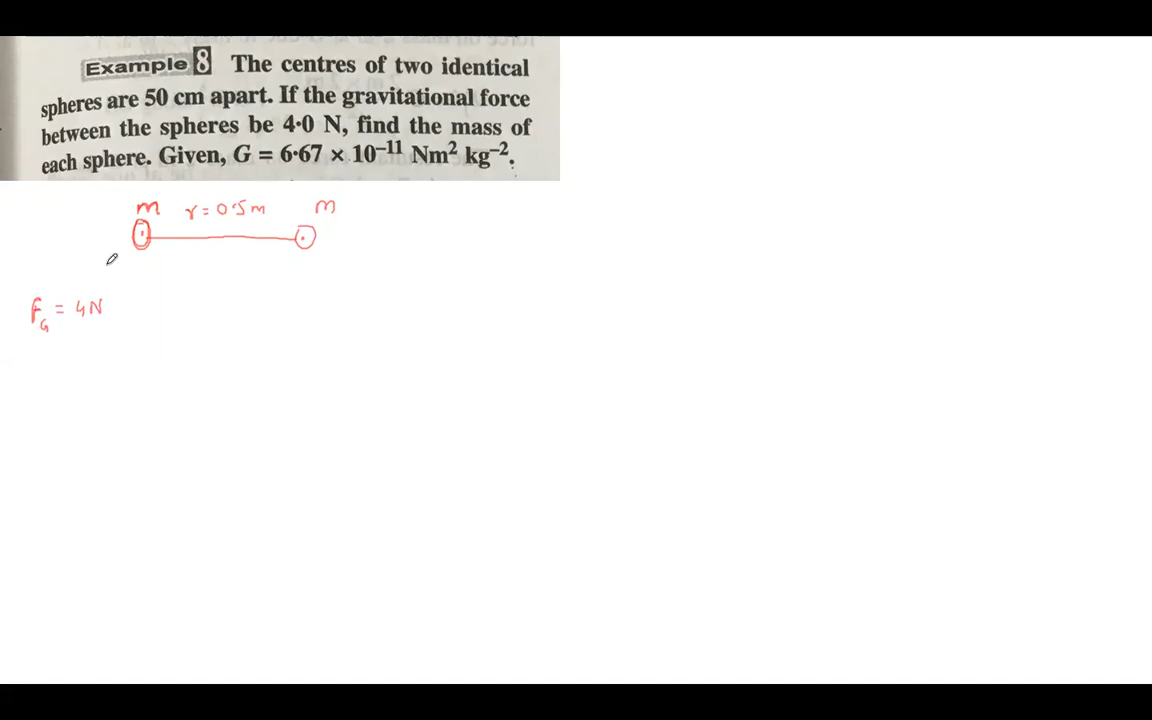 Example 8 The centres of two identical
spheres are 50 cm apart. If the gravitational force
between the spheres be 4·0 N, find the mass of
each sphere. Given, G = 6·67 × 10⁻¹¹ Nm² kg⁻².
m r = 0.5m m
F_G = 4N